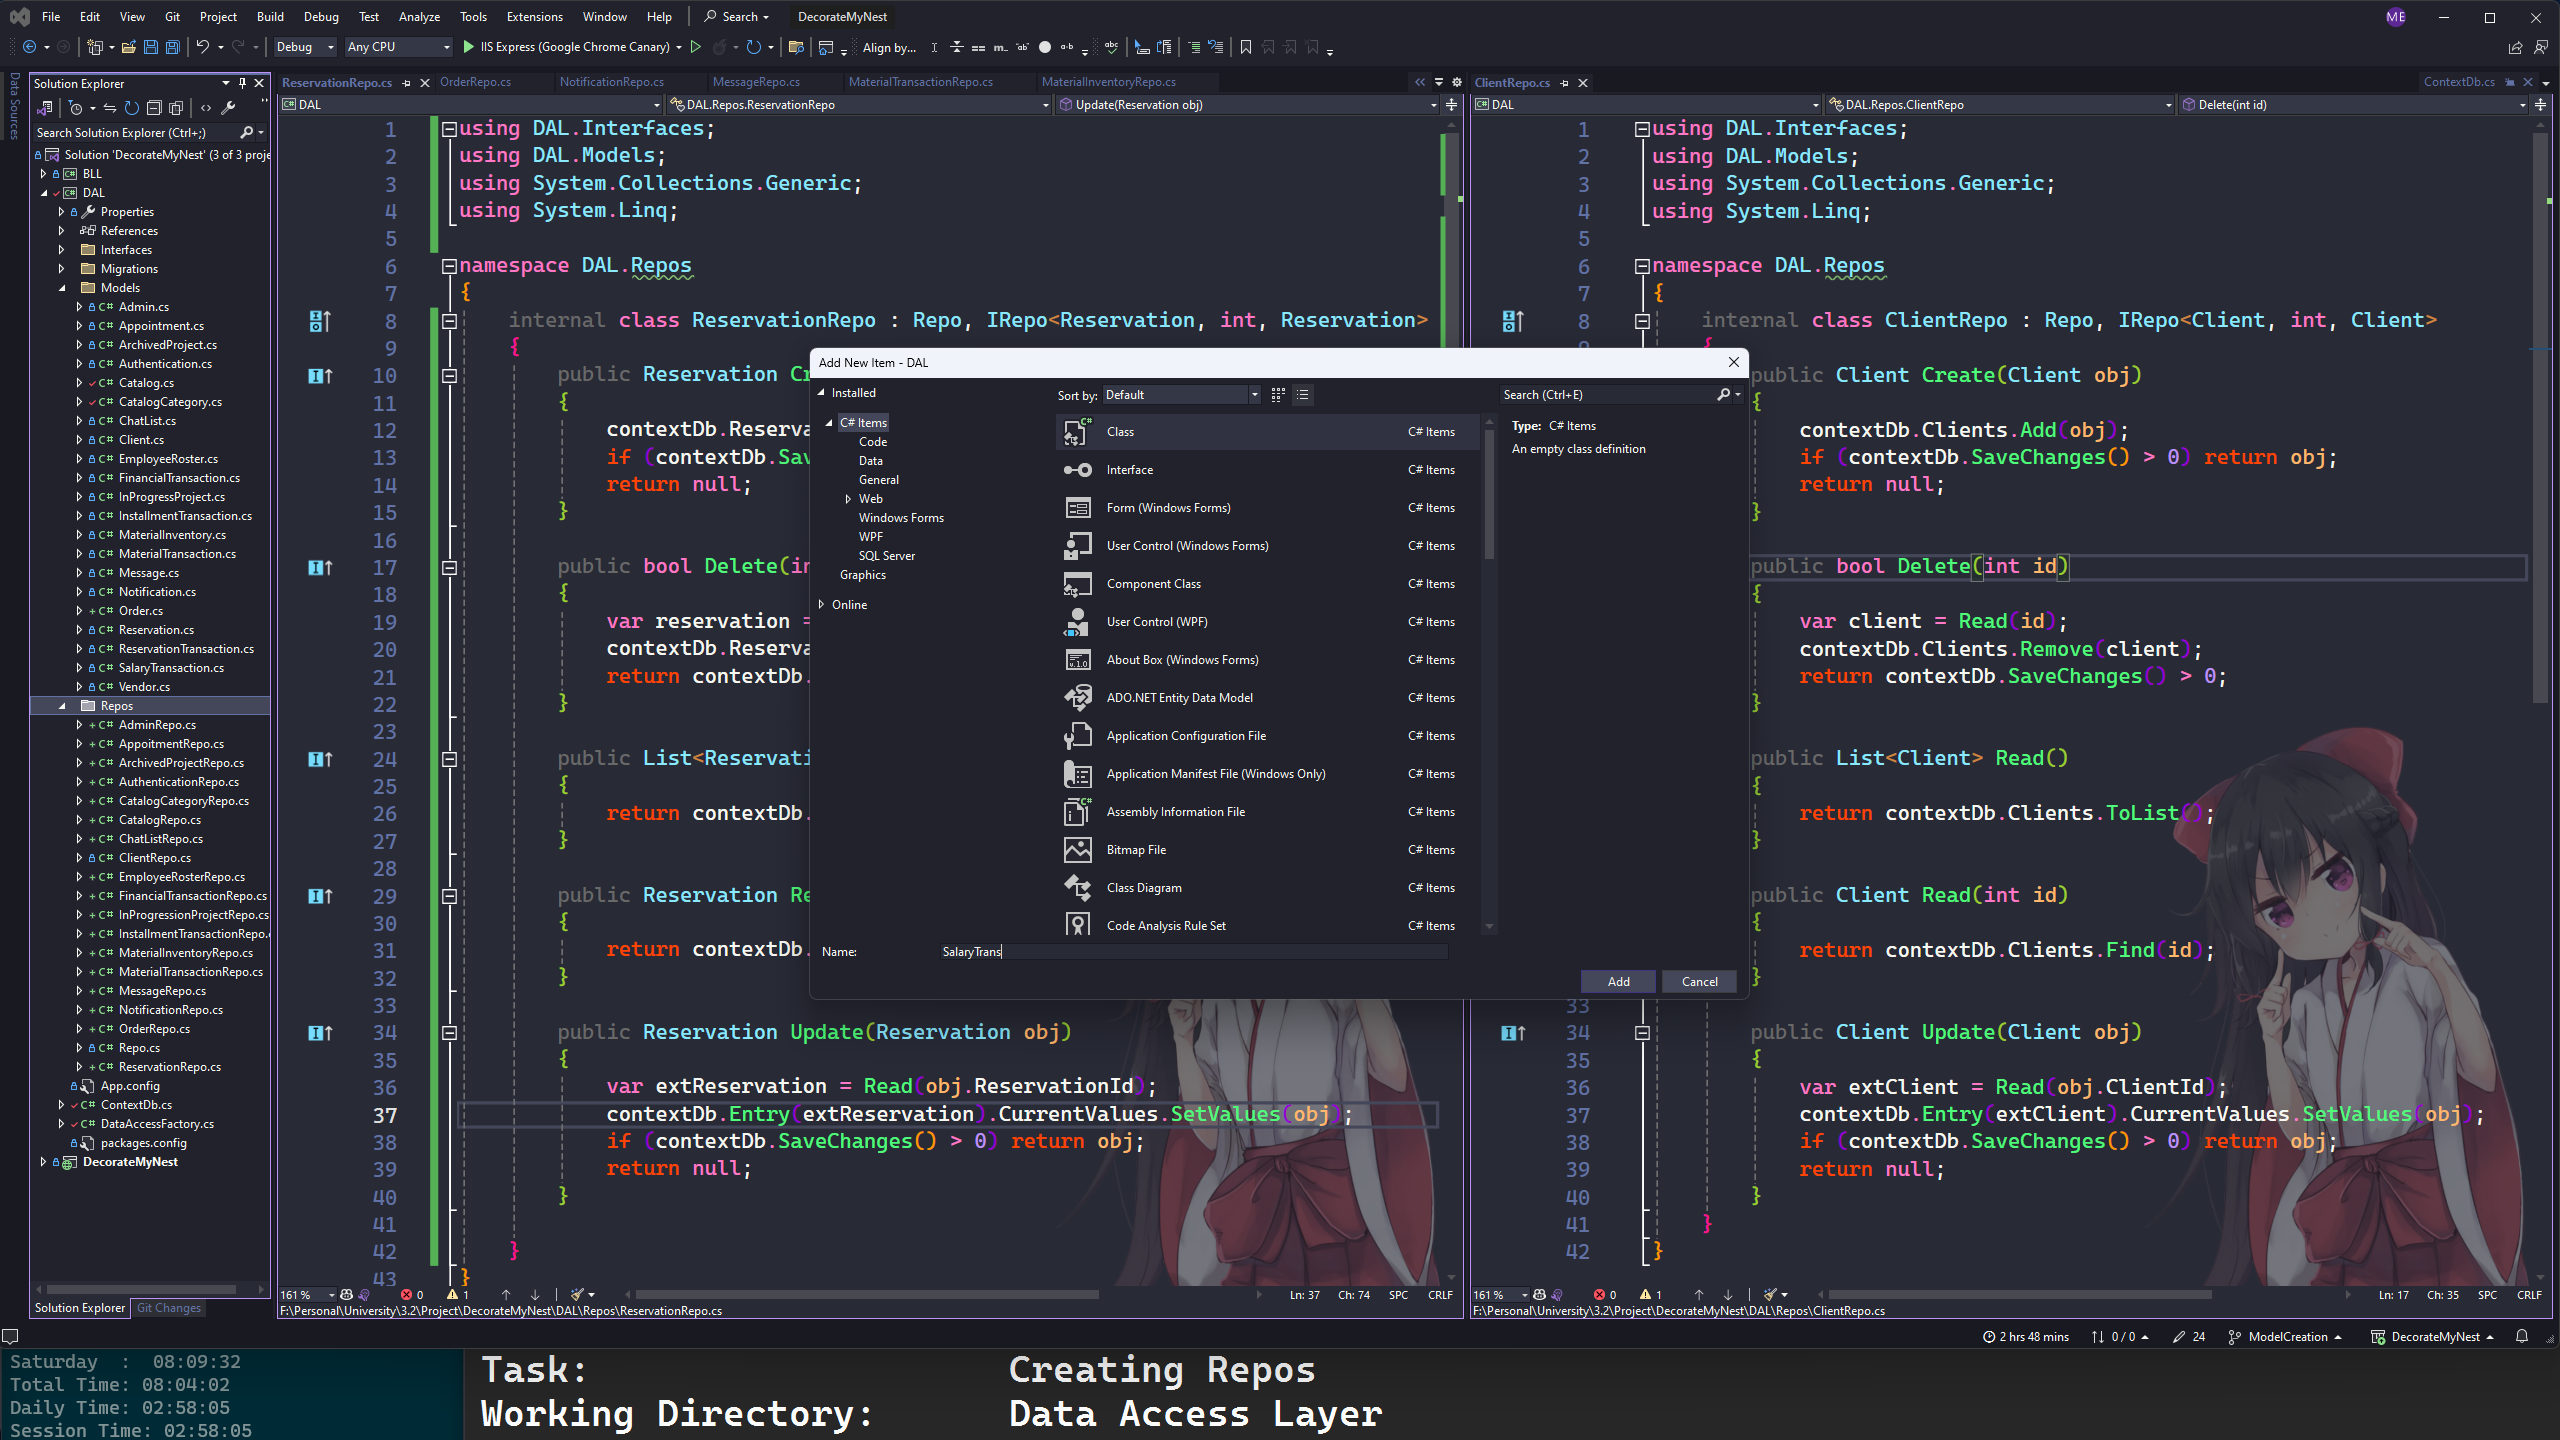 File Edit View Git Project Build Debug Test Analyze Tools Extensions Window Help Search DecorateMyNest ME
Debug Any CPU IIS Express (Google Chrome Canary) Align by...
Data Sources
Solution Explorer
Search Solution Explorer (Ctrl+;)
Solution 'DecorateMyNest' (3 of 3 proje
BLL
DAL
Properties
References
Interfaces
Migrations
Models
Admin.cs
Appointment.cs
ArchivedProject.cs
Authentication.cs
Catalog.cs
CatalogCategory.cs
ChatList.cs
Client.cs
EmployeeRoster.cs
FinancialTransaction.cs
InProgressProject.cs
InstallmentTransaction.cs
MaterialInventory.cs
MaterialTransaction.cs
Message.cs
Notification.cs
Order.cs
Reservation.cs
ReservationTransaction.cs
SalaryTransaction.cs
Vendor.cs
Repos
AdminRepo.cs
AppoitmentRepo.cs
ArchivedProjectRepo.cs
AuthenticationRepo.cs
CatalogCategoryRepo.cs
CatalogRepo.cs
ChatListRepo.cs
ClientRepo.cs
EmployeeRosterRepo.cs
FinancialTransactionRepo.cs
InProgressionProjectRepo.cs
InstallmentTransactionRepo.
MaterialInventoryRepo.cs
MaterialTransactionRepo.cs
MessageRepo.cs
NotificationRepo.cs
OrderRepo.cs
Repo.cs
ReservationRepo.cs
App.config
ContextDb.cs
DataAccessFactory.cs
packages.config
DecorateMyNest
Solution Explorer Git Changes
ReservationRepo.cs OrderRepo.cs NotificationRepo.cs MessageRepo.cs MaterialTransactionRepo.cs MaterialInventoryRepo.cs
DAL DAL.Repos.ReservationRepo Update(Reservation obj)
1 using DAL.Interfaces;
2 using DAL.Models;
3 using System.Collections.Generic;
4 using System.Linq;
5
6 namespace DAL.Repos
7 {
8 internal class ReservationRepo : Repo, IRepo<Reservation, int, Reservation>
9 {
10 public Reservation Cr
11 {
12 contextDb.Reserva
13 if (contextDb.Sav
14 return null;
15 }
16
17 public bool Delete(in
18 {
19 var reservation =
20 contextDb.Reserva
21 return contextDb.
22 }
23
24 public List<Reservati
25 {
26 return contextDb.
27 }
28
29 public Reservation Re
30 {
31 return contextDb.
32 }
33
34 public Reservation Update(Reservation obj)
35 {
36 var extReservation = Read(obj.ReservationId);
37 contextDb.Entry(extReservation).CurrentValues.SetValues(obj);
38 if (contextDb.SaveChanges() > 0) return obj;
39 return null;
40 }
41
42 }
43 }
161 % 0 1 Ln: 37 Ch: 74 SPC CRLF
F:\Personal\University\3.2\Project\DecorateMyNest\DAL\Repos\ReservationRepo.cs
Add New Item - DAL
Installed
C# Items
Code
Data
General
Web
Windows Forms
WPF
SQL Server
Graphics
Online
Sort by: Default
Class C# Items
Interface C# Items
Form (Windows Forms) C# Items
User Control (Windows Forms) C# Items
Component Class C# Items
User Control (WPF) C# Items
About Box (Windows Forms) C# Items
ADO.NET Entity Data Model C# Items
Application Configuration File C# Items
Application Manifest File (Windows Only) C# Items
Assembly Information File C# Items
Bitmap File C# Items
Class Diagram C# Items
Code Analysis Rule Set C# Items
Search (Ctrl+E)
Type: C# Items
An empty class definition
Name: SalaryTrans
Add Cancel
ClientRepo.cs ContextDb.cs
DAL DAL.Repos.ClientRepo Delete(int id)
1 using DAL.Interfaces;
2 using DAL.Models;
3 using System.Collections.Generic;
4 using System.Linq;
5
6 namespace DAL.Repos
7 {
8 internal class ClientRepo : Repo, IRepo<Client, int, Client>
{
public Client Create(Client obj)
{
contextDb.Clients.Add(obj);
if (contextDb.SaveChanges() > 0) return obj;
return null;
}
public bool Delete(int id)
{
var client = Read(id);
contextDb.Clients.Remove(client);
return contextDb.SaveChanges() > 0;
}
public List<Client> Read()
{
return contextDb.Clients.ToList();
}
public Client Read(int id)
{
return contextDb.Clients.Find(id);
}
33
34 public Client Update(Client obj)
35 {
36 var extClient = Read(obj.ClientId);
37 contextDb.Entry(extClient).CurrentValues.SetValues(obj);
38 if (contextDb.SaveChanges() > 0) return obj;
39 return null;
40 }
41 }
42 }
161 % 0 1 Ln: 17 Ch: 35 SPC CRLF
F:\Personal\University\3.2\Project\DecorateMyNest\DAL\Repos\ClientRepo.cs
2 hrs 48 mins 0 / 0 24 ModelCreation DecorateMyNest
Saturday : 08:09:32
Total Time: 08:04:02
Daily Time: 02:58:05
Session Time: 02:58:05
Task: Creating Repos
Working Directory: Data Access Layer